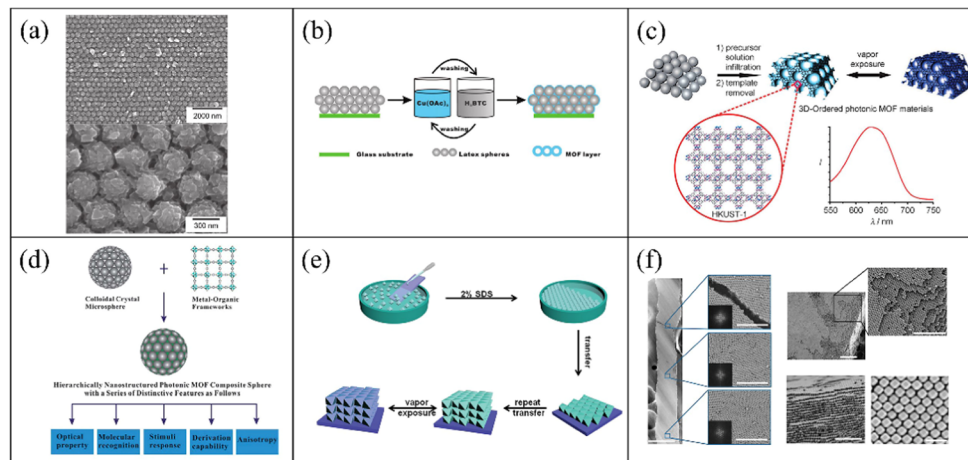 (a)
2000 nm
300 nm
(b)
washing
Cu(OAc)₂
H₃BTC
washing
Glass substrate
Latex spheres
MOF layer
(c)
1) precursor
solution
infiltration
2) template
removal
vapor
exposure
3D-Ordered photonic MOF materials
HKUST-1
I
550
600
650
700
750
λ / nm
(d)
+
Colloidal Crystal
Microsphere
Metal-Organic
Frameworks
Hierarchically Nanostructured Photonic MOF Composite Sphere
with a Series of Distinctive Features as Follows
Optical
property
Molecular
recognition
Stimuli
response
Derivation
capability
Anisotropy
(e)
2% SDS
transfer
vapor
exposure
repeat
transfer
(f)